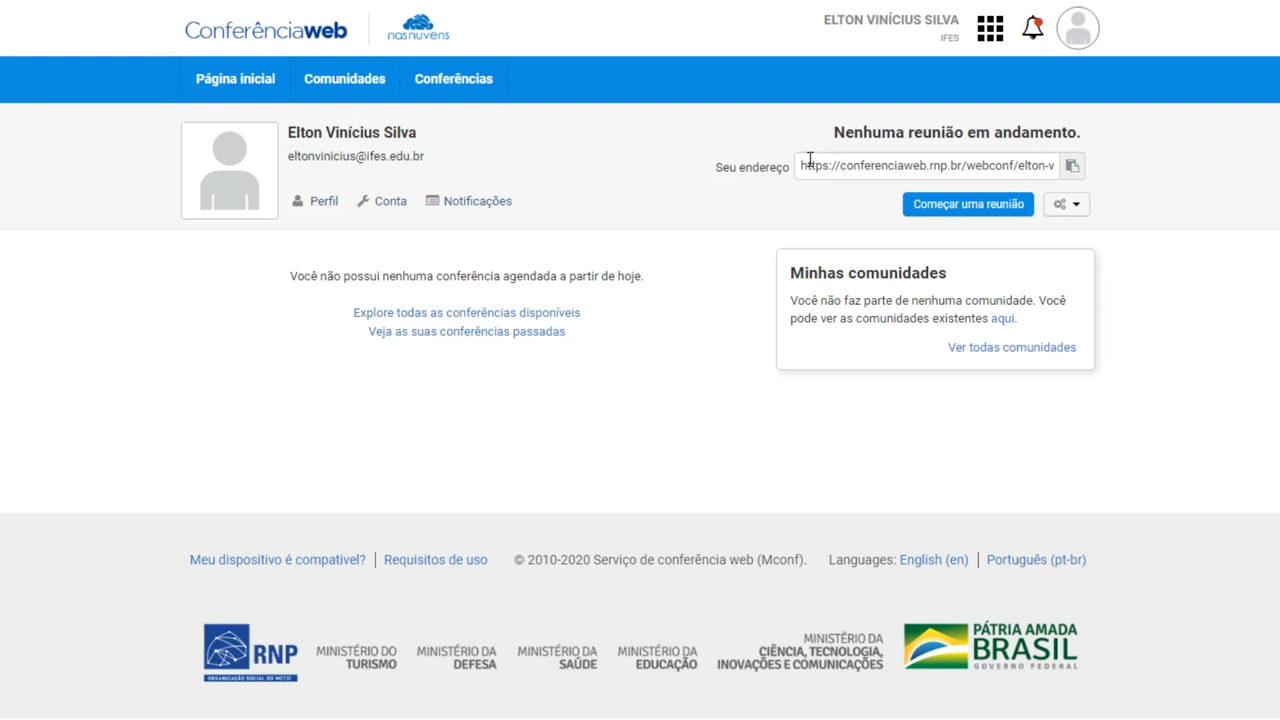 Conferênciaweb
nasnuvens
ELTON VINÍCIUS SILVA
IFES
Página inicial
Comunidades
Conferências
Elton Vinícius Silva
eltonvinicius@ifes.edu.br
Perfil
Conta
Notificações
Nenhuma reunião em andamento.
Seu endereço
https://conferenciaweb.rnp.br/webconf/elton-v
Começar uma reunião
Você não possui nenhuma conferência agendada a partir de hoje.
Explore todas as conferências disponíveis
Veja as suas conferências passadas
Minhas comunidades
Você não faz parte de nenhuma comunidade. Você
pode ver as comunidades existentes aqui.
Ver todas comunidades
Meu dispositivo é compativel? | Requisitos de uso
© 2010-2020 Serviço de conferência web (Mconf).
Languages: English (en) | Português (pt-br)
RNP
ORGANIZAÇÃO SOCIAL DO MCTIC
MINISTÉRIO DO
TURISMO
MINISTÉRIO DA
DEFESA
MINISTÉRIO DA
SAÚDE
MINISTÉRIO DA
EDUCAÇÃO
MINISTÉRIO DA
CIÊNCIA, TECNOLOGIA,
INOVAÇÕES E COMUNICAÇÕES
PÁTRIA AMADA
BRASIL
GOVERNO FEDERAL